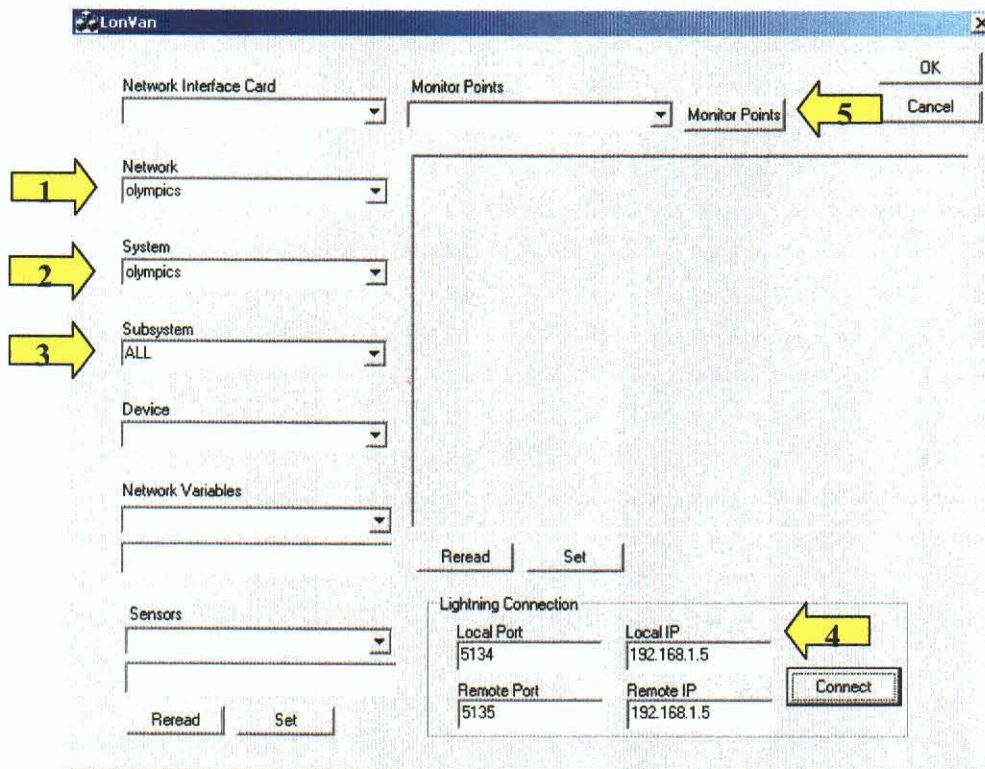 LonVan
OK
Cancel
Network Interface Card
Monitor Points
Monitor Points
5
1
Network
olympics
2
System
olympics
3
Subsystem
ALL
Device
Network Variables
Reread
Set
Sensors
Reread
Set
Lightning Connection
Local Port
5134
Local IP
192.168.1.5
4
Remote Port
5135
Remote IP
192.168.1.5
Connect